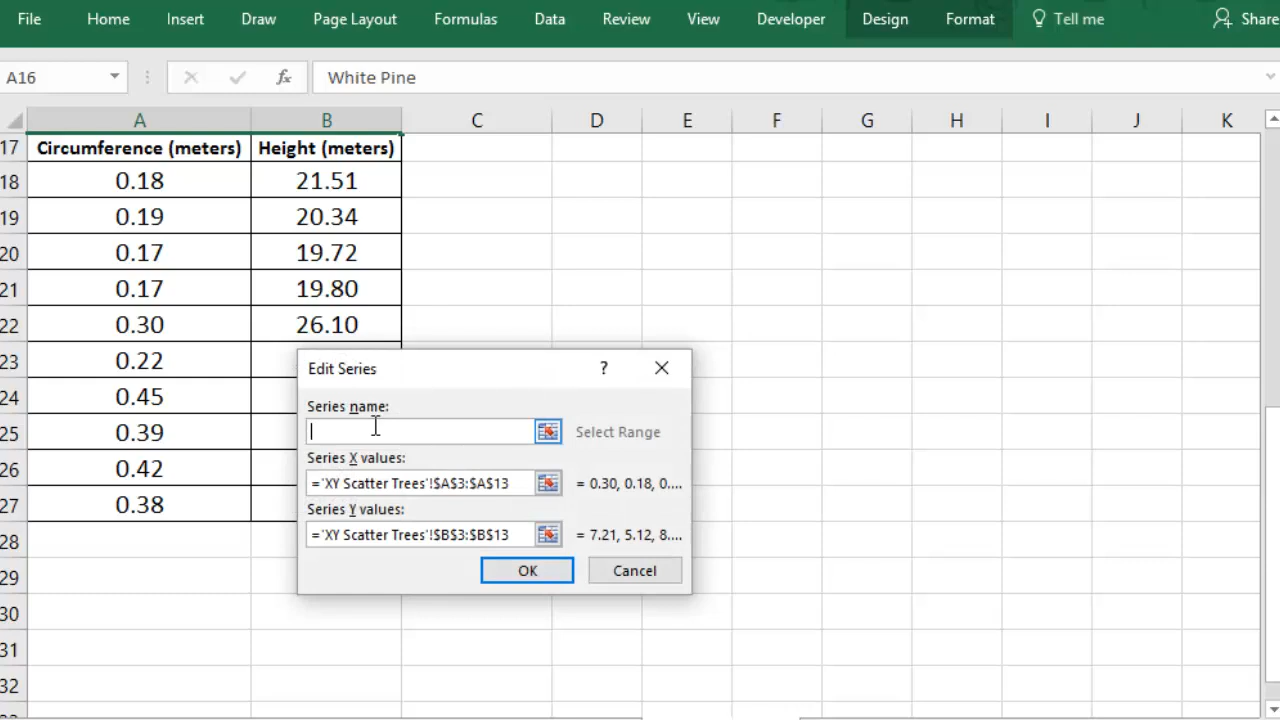 File Home Insert Draw Page Layout Formulas Data Review View Developer Design Format Tell me Share
A16 fx White Pine
A B C D E F G H I J K
17 Circumference (meters) Height (meters)
18 0.18 21.51
19 0.19 20.34
20 0.17 19.72
21 0.17 19.80
22 0.30 26.10
23 0.22
24 0.45
25 0.39
26 0.42
27 0.38
28
29
30
31
32
Edit Series ? 
Series name:
Select Range
Series X values:
='XY Scatter Trees'!$A$3:$A$13 = 0.30, 0.18, 0....
Series Y values:
='XY Scatter Trees'!$B$3:$B$13 = 7.21, 5.12, 8....
OK Cancel